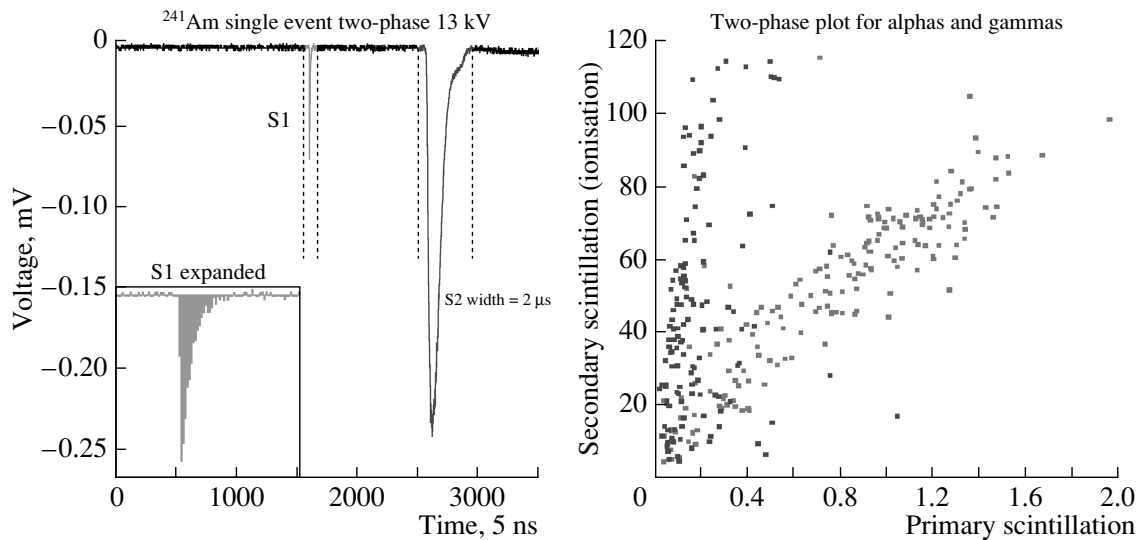 ²⁴¹Am single event two-phase 13 kV
0
−0.05
−0.10
−0.15
−0.20
−0.25
Voltage, mV
S1
S1 expanded
S2 width = 2 μs
0 1000 2000 3000
Time, 5 ns
Two-phase plot for alphas and gammas
120
100
80
60
40
20
Secondary scintillation (ionisation)
0 0.4 0.8 1.2 1.6 2.0
Primary scintillation